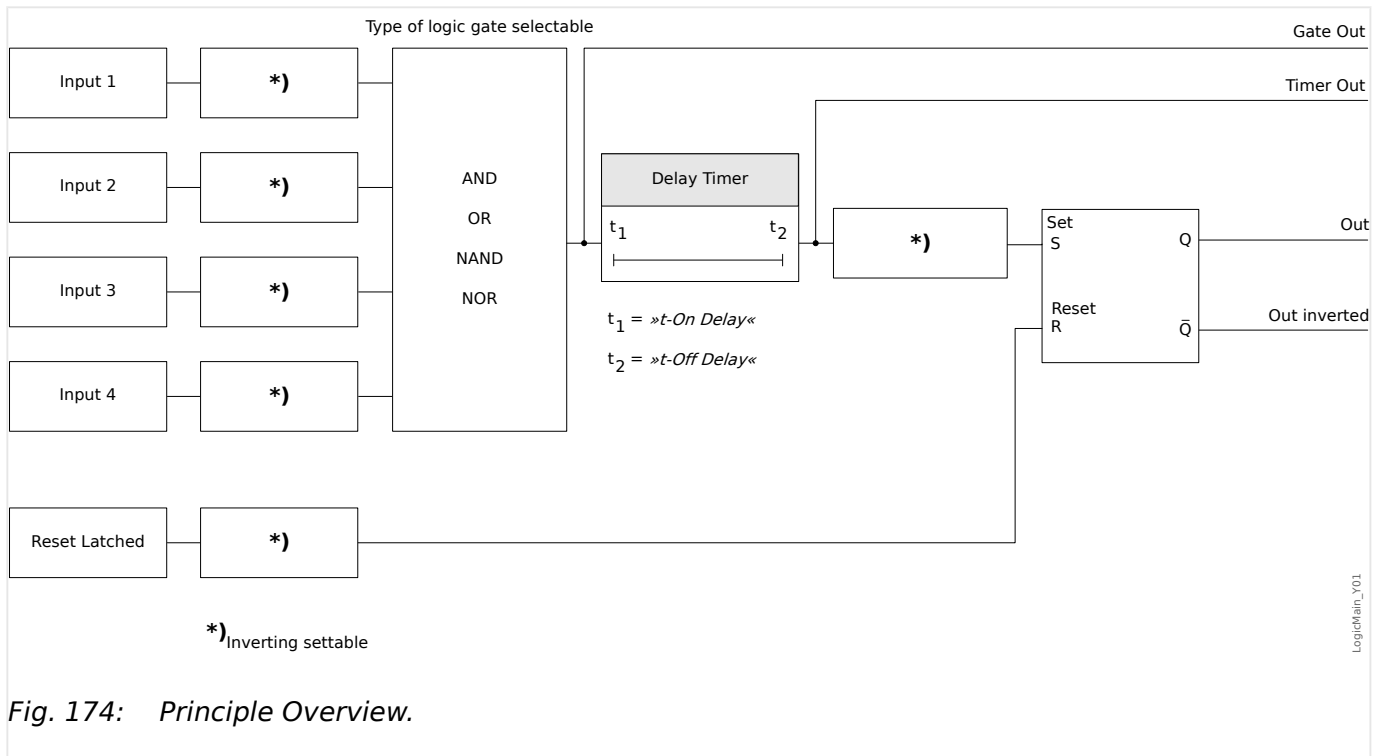 Type of logic gate selectable
Gate Out
Timer Out
Input 1
*)
Input 2
*)
Input 3
*)
Input 4
*)
AND
OR
NAND
NOR
Delay Timer
t1
t2
t1 = »t-On Delay«
t2 = »t-Off Delay«
*)
Set
S
Q
Reset
R
Q̅
Out
Out inverted
Reset Latched
*)
*)Inverting settable
LogicMain_Y01
Fig. 174: Principle Overview.